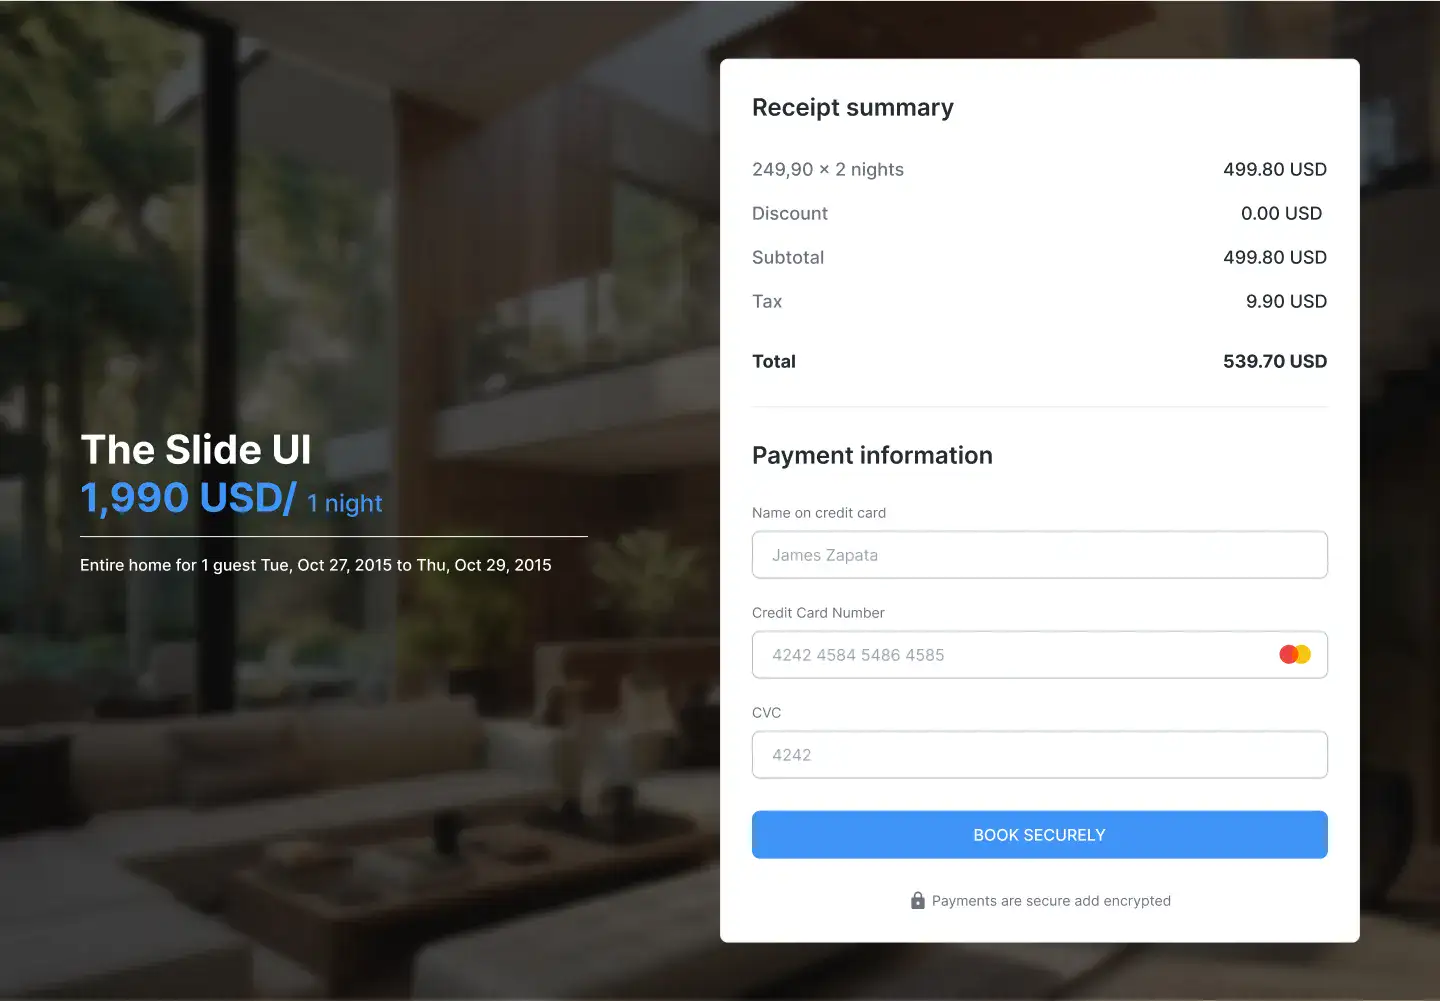 The Slide UI
1,990 USD/ 1 night
Entire home for 1 guest Tue, Oct 27, 2015 to Thu, Oct 29, 2015
Receipt summary
249,90 × 2 nights 499.80 USD
Discount 0.00 USD
Subtotal 499.80 USD
Tax 9.90 USD
Total 539.70 USD
Payment information
Name on credit card
James Zapata
Credit Card Number
4242 4584 5486 4585
CVC
4242
BOOK SECURELY
Payments are secure add encrypted